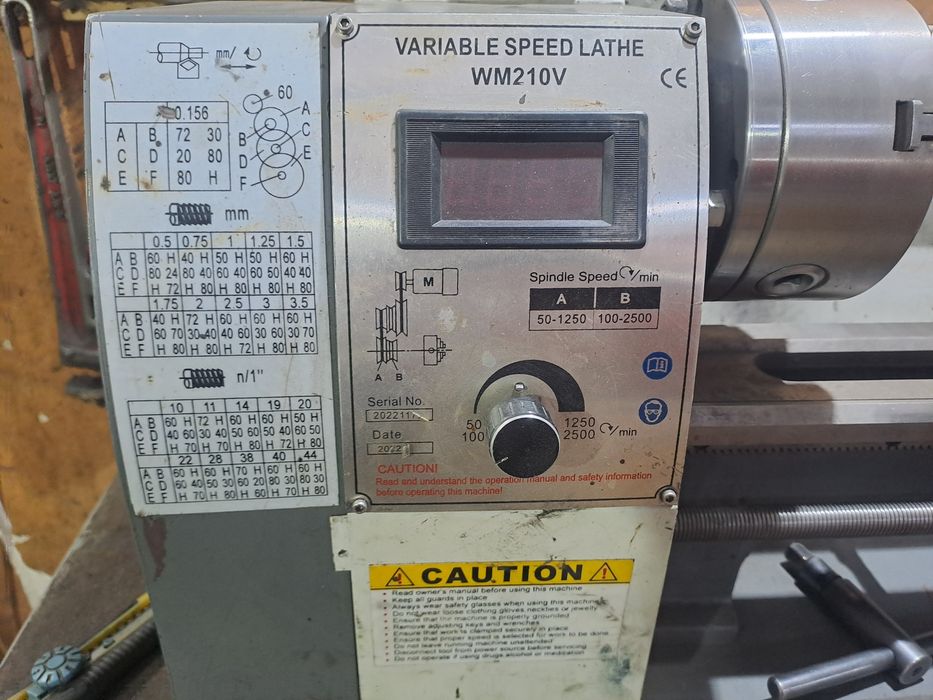 mm/
60
0.156
A B 72 30
C D 20 80
E F 80 H
A
C
B
E
D
F
mm
0.5 0.75 1 1.25 1.5
A B 60 H 40 H 50 H 50 H 60 H
C D 80 24 80 40 60 40 60 50 40 40
E F H 72 H 80 H 80 H 80 H 80
1.75 2 2.5 3 3.5
A B 40 H 72 H 60 H 60 H 60 H
C D 60 70 30 40 40 60 30 60 30 70
E F H 80 H 80 H 72 H 80 H 80
n/1"
10 11 14 19 20
A B 60 H 72 H 60 H 60 H 50 H
C D 40 60 30 40 50 60 50 40 60 50
E F H 70 H 70 H 80 H 72 H 80
22 28 38 40 44
A B 60 H 60 H 70 H 60 H 60 H
C D 60 40 50 30 60 20 80 30 80 30
E F H 70 H 80 H 60 H 70 H 80
VARIABLE SPEED LATHE
WM210V
CE
M
A B
Spindle Speed /min
A B
50-1250 100-2500
50 1250
100 2500 /min
Serial No.
Date
CAUTION!
Read and understand the operation manual and safety information
before operating this machine!
CAUTION
Read owner's manual before using this machine
Keep all guards in place
Always wear safety glasses when using this machine
Do not wear loose clothing gloves neckties or jewelly
Ensure that the machine is properly grounded
Remove adjusting keys and wrenches
Ensure that work is clamped securely in place
Ensure that proper speed is selected for work to be done
Do not leave running machine unattended
Disconnect tool from power source before servicing
Do not operate if using drugs alcohol or medication